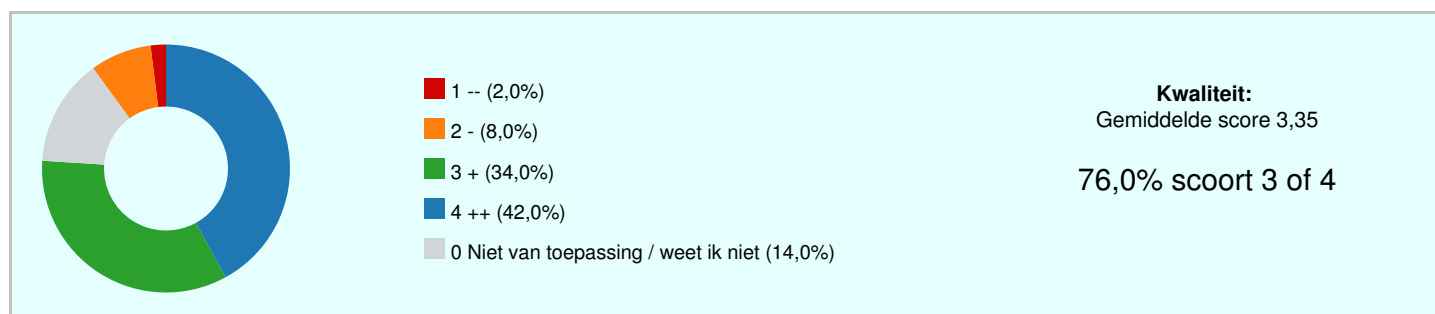 1 -- (2,0%)
2 - (8,0%)
3 + (34,0%)
4 ++ (42,0%)
0 Niet van toepassing / weet ik niet (14,0%)
Kwaliteit:
Gemiddelde score 3,35
76,0% scoort 3 of 4